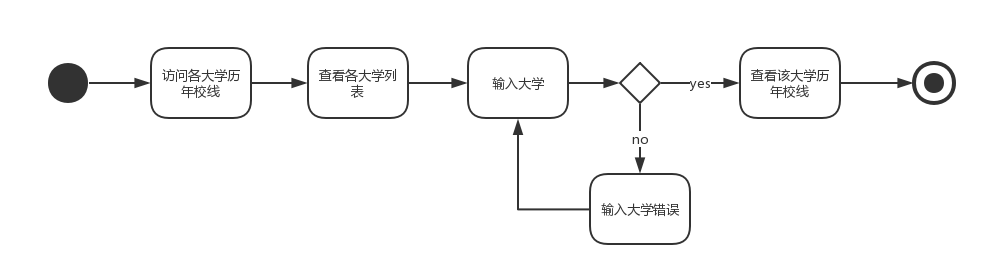 访问各大学历
年校线
查看各大学列
表
输入大学
yes
查看该大学历
年校线
no
输入大学错误